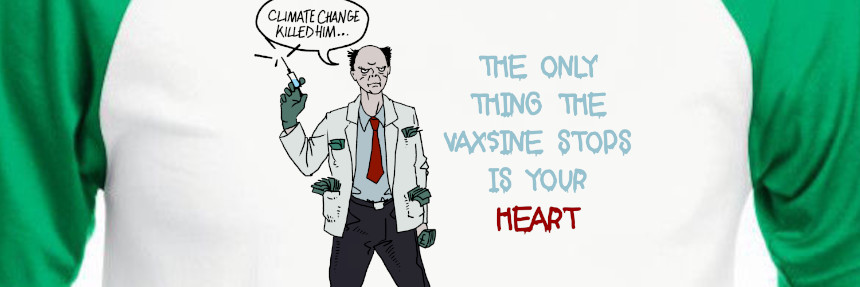 CLIMATE CHANGE
KILLED HIM...
THE ONLY
THING THE
VAX$INE STOPS
IS YOUR
HEART